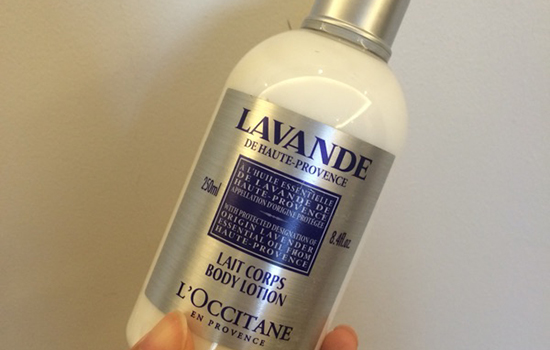 LAVANDE
DE HAUTE-PROVENCE
A L'HUILE ESSENTIELLE
DE LAVANDE DE
HAUTE-PROVENCE
APPELLATION D'ORIGINE PROTÉGÉE
WITH PROTECTED DESIGNATION OF
ORIGIN LAVENDER
ESSENTIAL OIL FROM
HAUTE-PROVENCE
250ml
8.4fl.oz.
LAIT CORPS
BODY LOTION
L'OCCITANE
EN PROVENCE